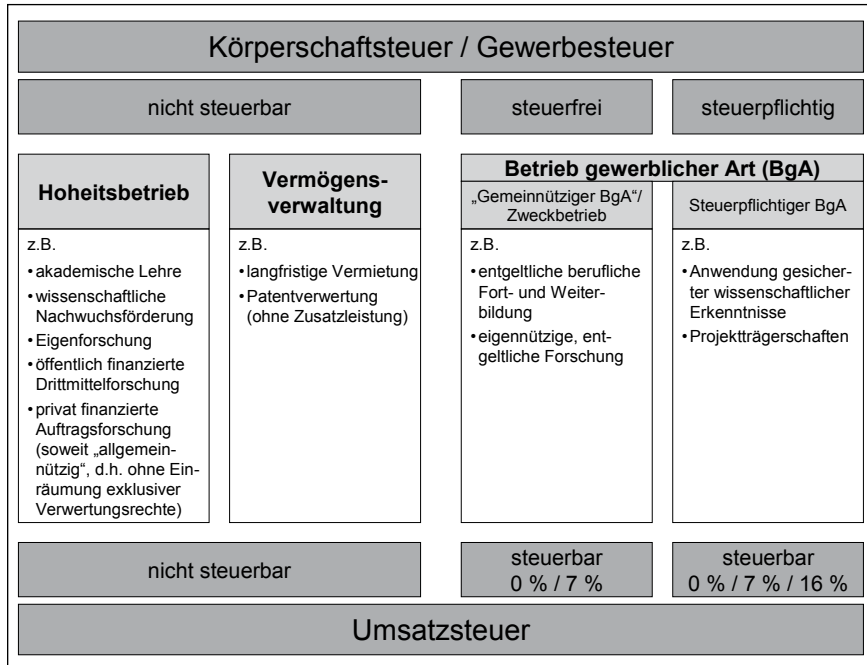 Körperschaftsteuer / Gewerbesteuer
nicht steuerbar
steuerfrei
steuerpflichtig
Hoheitsbetrieb
Vermögens-
verwaltung
Betrieb gewerblicher Art (BgA)
„Gemeinnütziger BgA“/
Zweckbetrieb
Steuerpflichtiger BgA
z.B.
• akademische Lehre
• wissenschaftliche
Nachwuchsförderung
• Eigenforschung
• öffentlich finanzierte
Drittmittelforschung
• privat finanzierte
Auftragsforschung
(soweit „allgemein-
nützig“, d.h. ohne Ein-
räumung exklusiver
Verwertungsrechte)
z.B.
• langfristige Vermietung
• Patentverwertung
(ohne Zusatzleistung)
z.B.
• entgeltliche berufliche
Fort- und Weiter-
bildung
• eigennützige, ent-
geltliche Forschung
z.B.
• Anwendung gesicher-
ter wissenschaftlicher
Erkenntnisse
• Projektträgerschaften
nicht steuerbar
steuerbar
0 % / 7 %
steuerbar
0 % / 7 % / 16 %
Umsatzsteuer